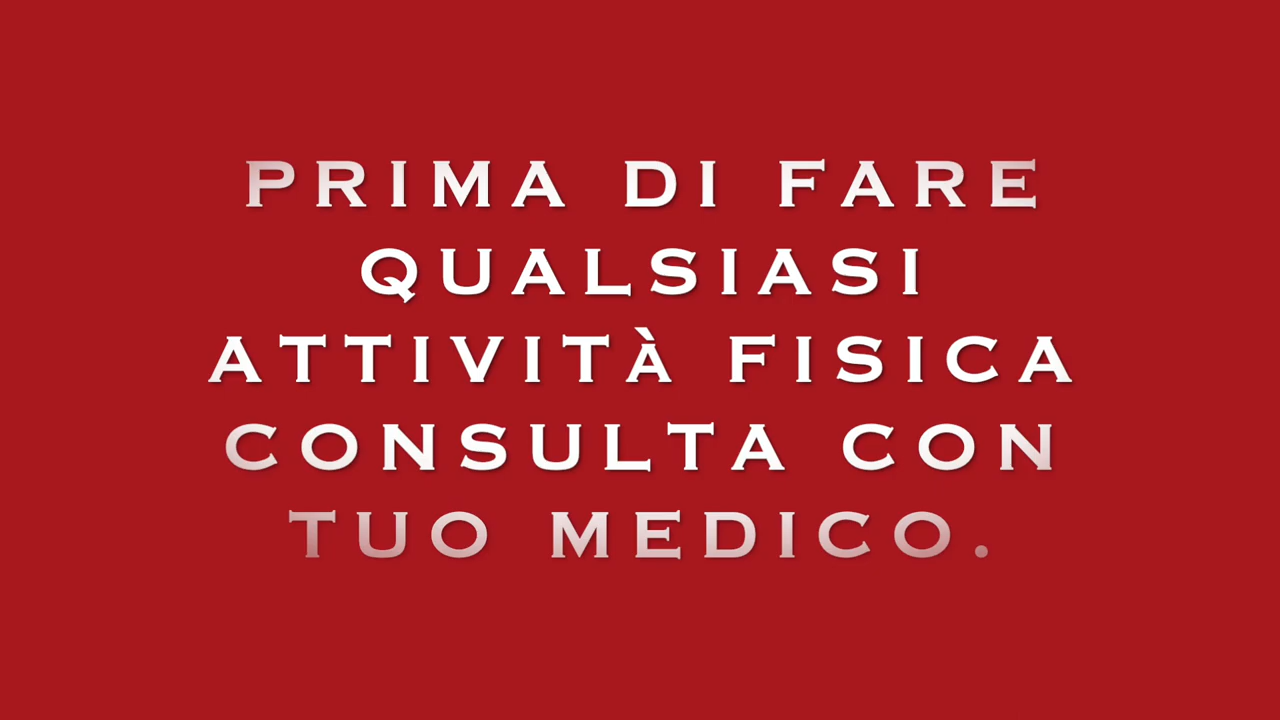 PRIMA DI FARE
QUALSIASI
ATTIVITÀ FISICA
CONSULTA CON
TUO MEDICO.